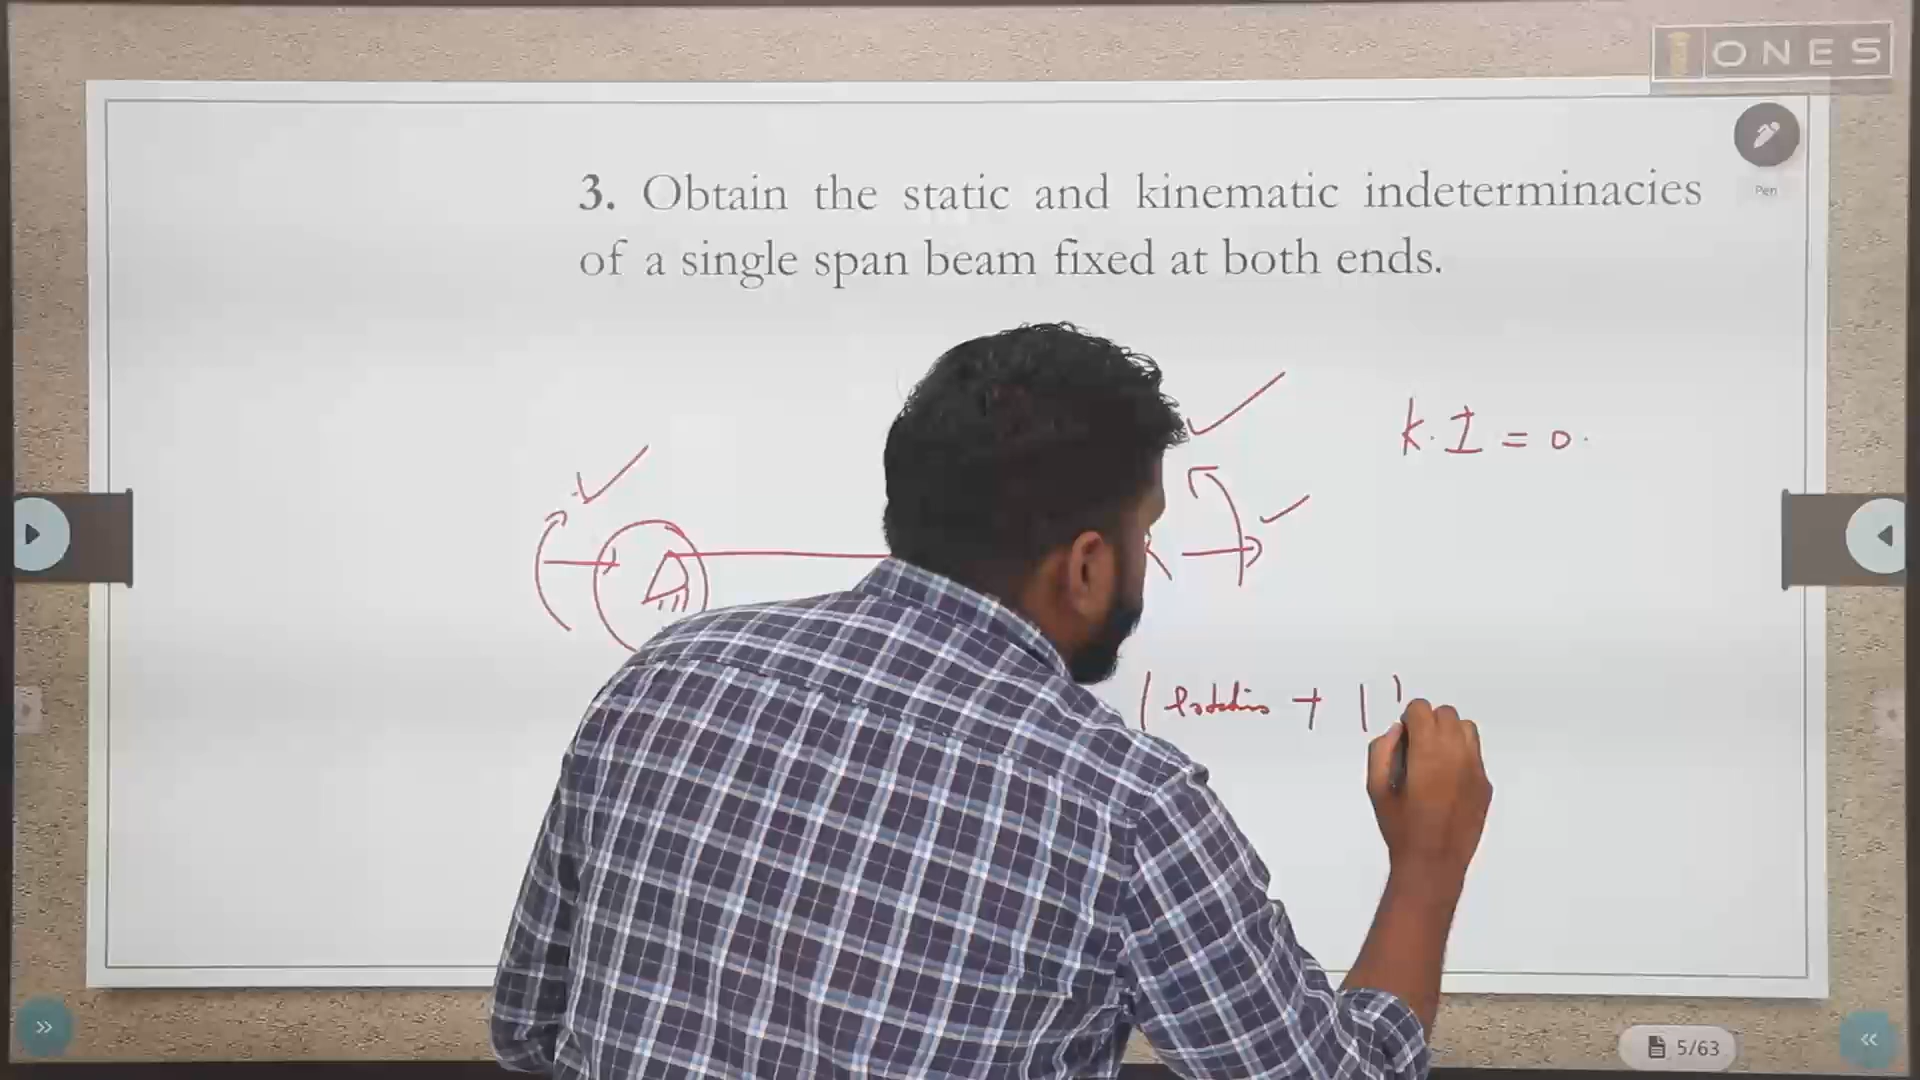 ONES
Pen
3. Obtain the static and kinematic indeterminacies
of a single span beam fixed at both ends.
K.I = 0.
1 + 1
5/63